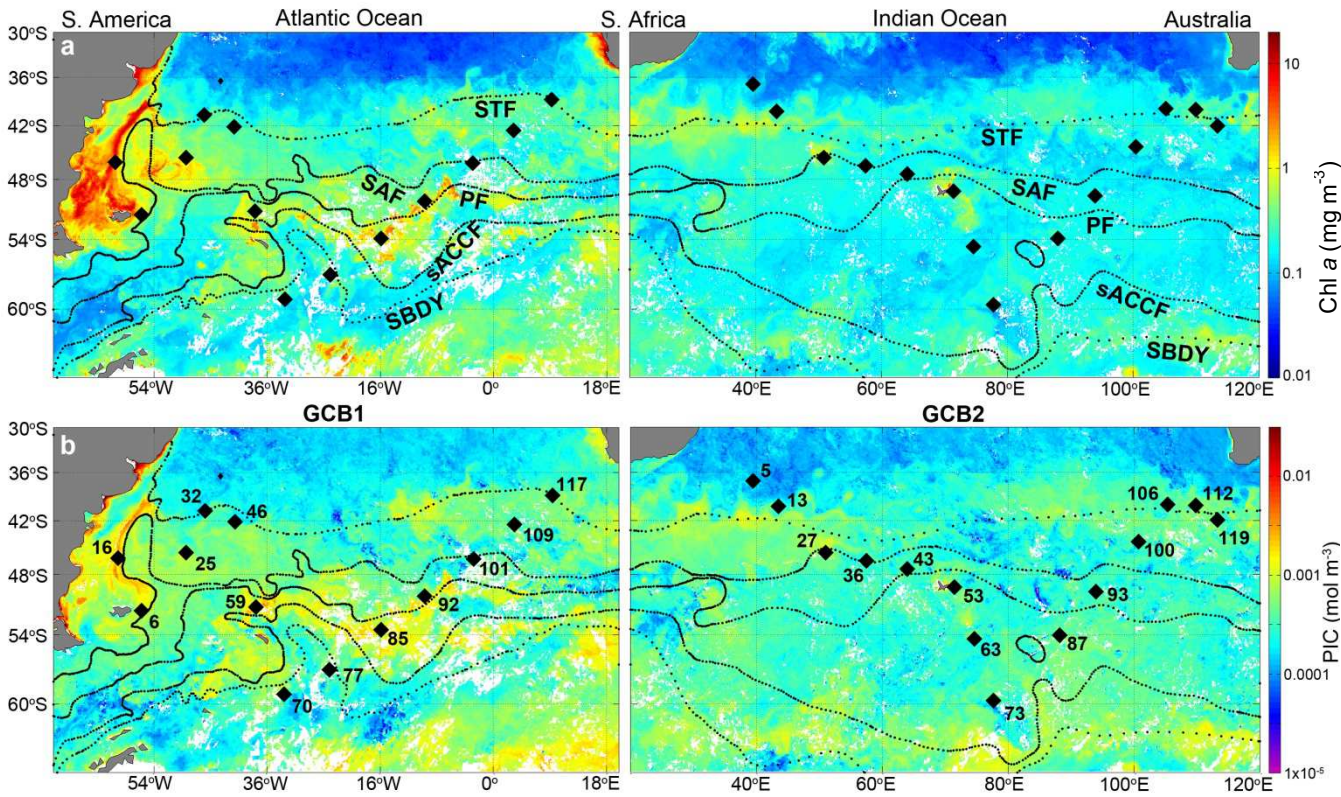 S. America Atlantic Ocean S. Africa Indian Ocean Australia
30°S
a
36°S
42°S
48°S
54°S
60°S
STF
SAF
PF
sACCF
SBDY
STF
SAF
PF
sACCF
SBDY
54°W 36°W 16°W 0°W 18°E
40°E 60°E 80°E 100°E 120°E
10
1
0.1
0.01
Chl a (mg m-3)
GCB1 GCB2
30°S
b
36°S
42°S
48°S
54°S
60°S
32
46
117
109
16
25
101
59
92
6
85
77
70
5
13
106
112
119
27
100
36
43
53
93
63
87
73
54°W 36°W 16°W 0°W 18°E
40°E 60°E 80°E 100°E 120°E
0.01
0.001
0.0001
1x10-5
PIC (mol m-3)